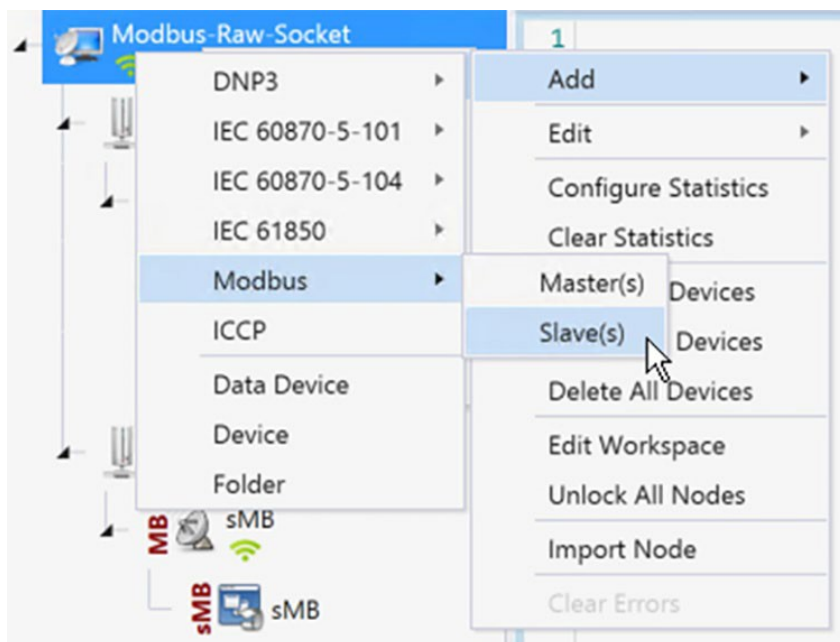 Modbus-Raw-Socket
1
DNP3
IEC 60870-5-101
IEC 60870-5-104
IEC 61850
Modbus
ICCP
Data Device
Device
Folder
Add
Edit
Configure Statistics
Clear Statistics
Devices
Devices
Delete All Devices
Edit Workspace
Unlock All Nodes
Import Node
Clear Errors
Master(s)
Slave(s)
MB
sMB
sMB
sMB